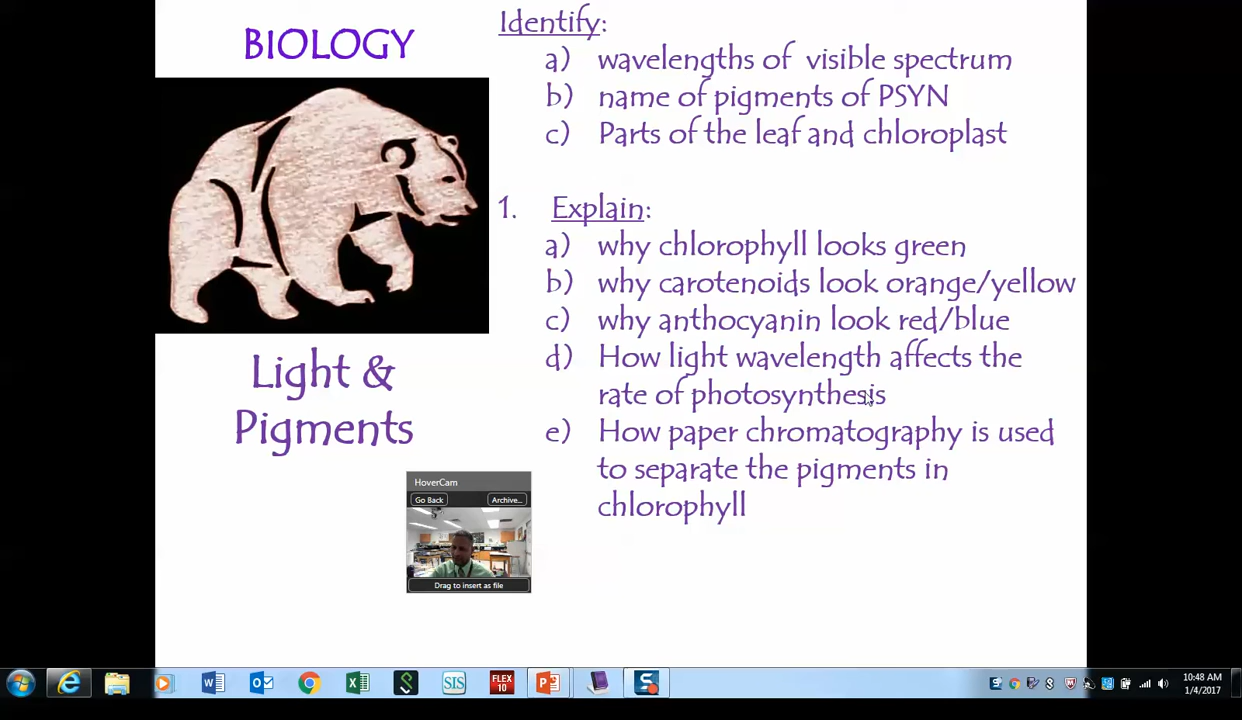 BIOLOGY
Light &
Pigments
Identify:
a) wavelengths of visible spectrum
b) name of pigments of PSYN
c) Parts of the leaf and chloroplast
1. Explain:
a) why chlorophyll looks green
b) why carotenoids look orange/yellow
c) why anthocyanin look red/blue
d) How light wavelength affects the
rate of photosynthesis
e) How paper chromatography is used
to separate the pigments in
chlorophyll
HoverCam
Go Back Archive...
Drag to insert as file
SIS
FLEX
10
10:48 AM
1/4/2017